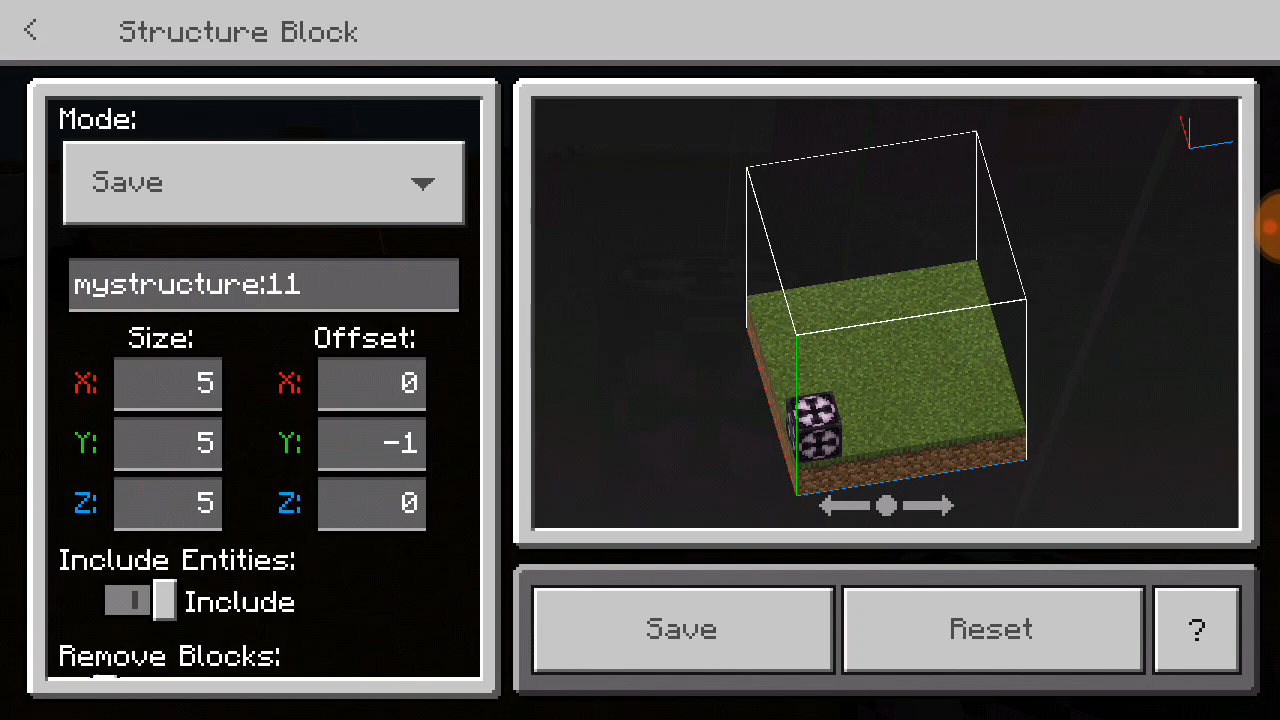 Structure Block
Mode:
Save
mystructure:11
Size: Offset:
X: 5 X: 0
Y: 5 Y: -1
Z: 5 Z: 0
Include Entities:
Include
Remove Blocks:
Save Reset ?